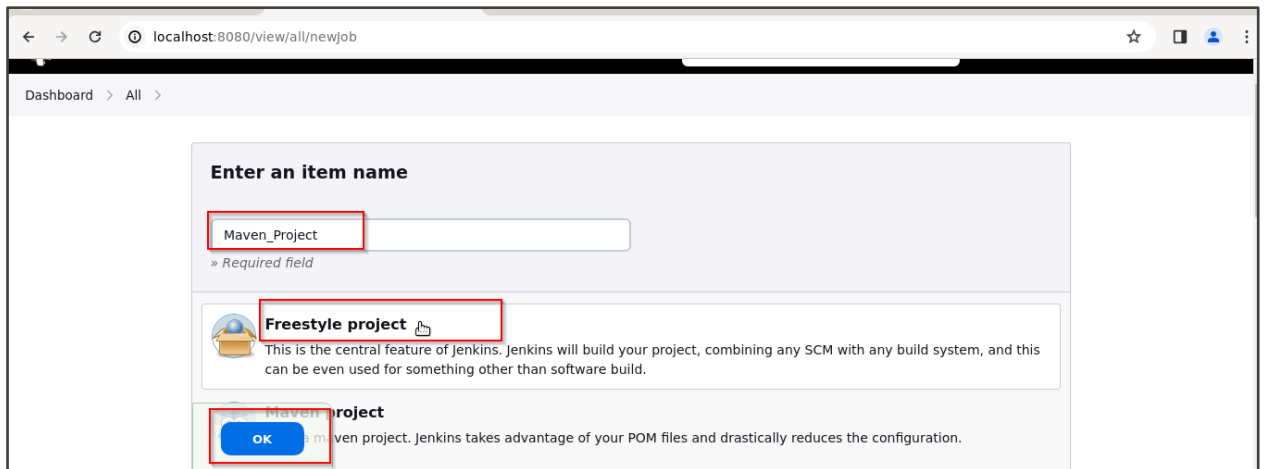 localhost:8080/view/all/newJob
Dashboard > All >
Enter an item name
Maven_Project
» Required field
Freestyle project
This is the central feature of Jenkins. Jenkins will build your project, combining any SCM with any build system, and this
can be even used for something other than software build.
Maven project
OK a maven project. Jenkins takes advantage of your POM files and drastically reduces the configuration.